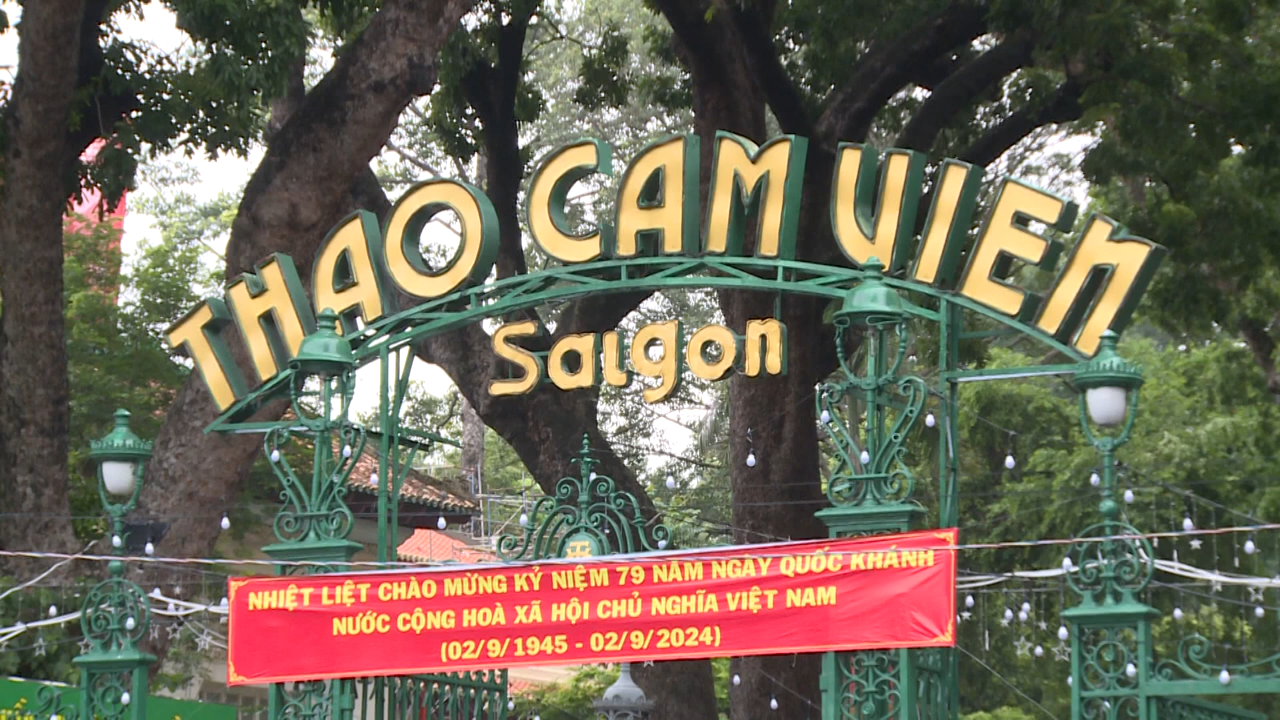 THAO CAM VIEN
Saigon
NHIỆT LIỆT CHÀO MỪNG KỶ NIỆM 79 NĂM NGÀY QUỐC KHÁNH
NƯỚC CỘNG HOÀ XÃ HỘI CHỦ NGHĨA VIỆT NAM
(02/9/1945 - 02/9/2024)